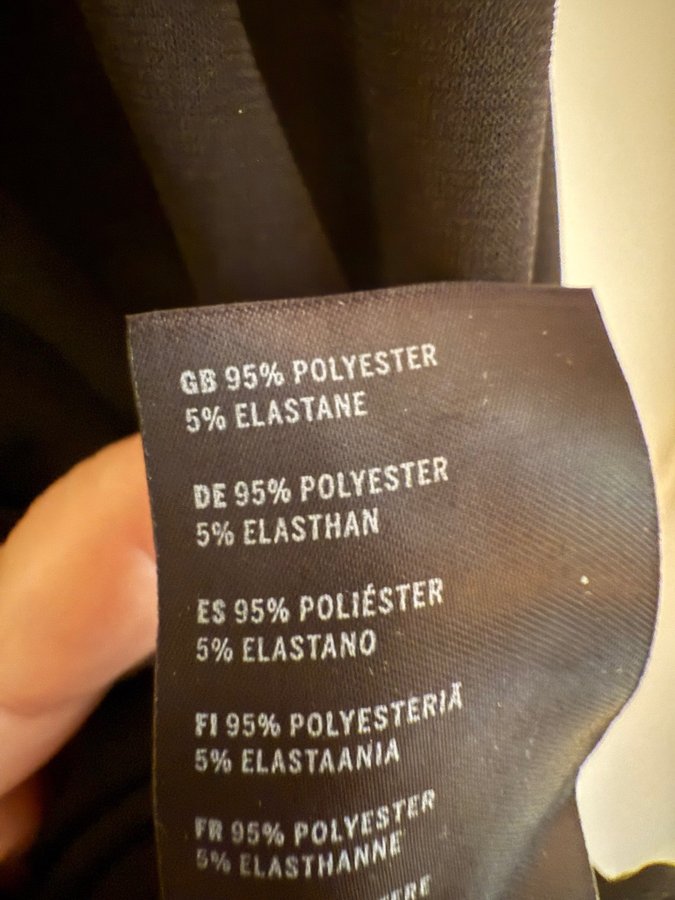 GB 95% POLYESTER
5% ELASTANE
DE 95% POLYESTER
5% ELASTHAN
ES 95% POLIÉSTER
5% ELASTANO
FI 95% POLYESTERIÄ
5% ELASTAANIA
FR 95% POLYESTER
5% ELASTHANNE